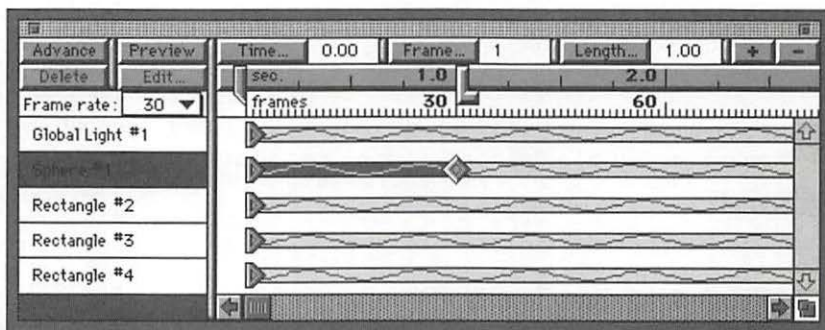 Advance Preview Time... 0.00 Frame... 1 Length... 1.00 + −
Delete Edit... sec. 1.0 2.0
Frame rate: 30 frames 30 60
Global Light #1
Sphere #1
Rectangle #2
Rectangle #3
Rectangle #4